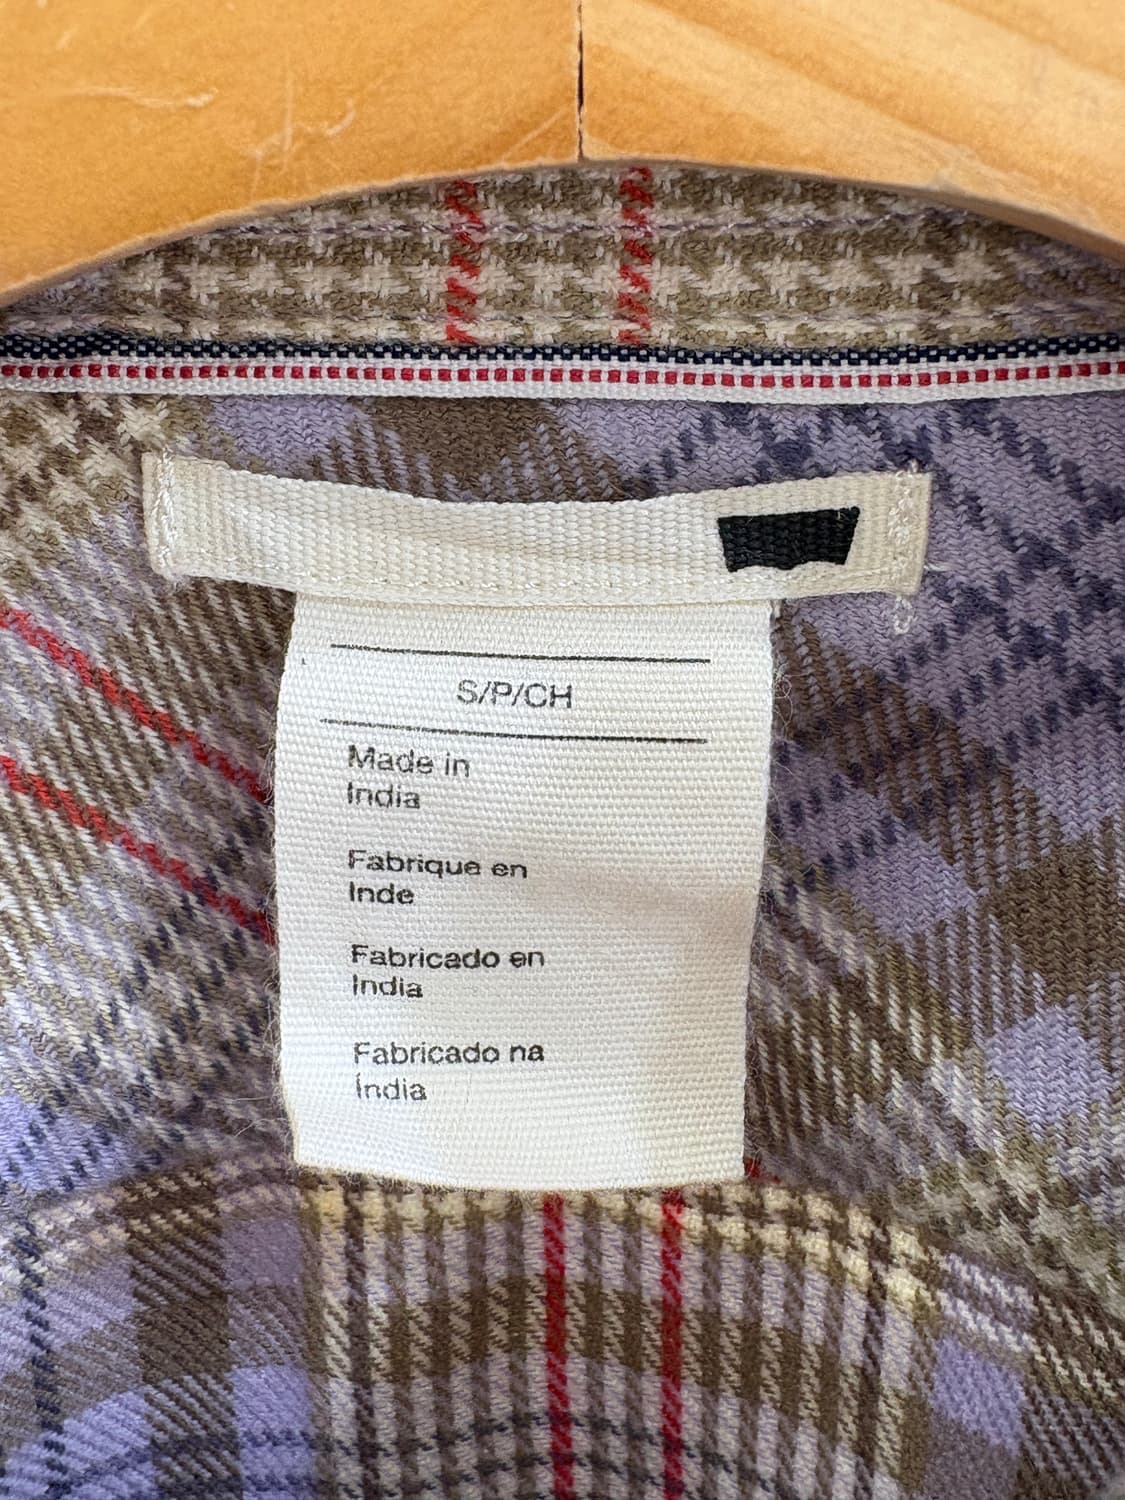 S/P/CH
Made in
India
Fabrique en
Inde
Fabricado en
India
Fabricado na
Índia